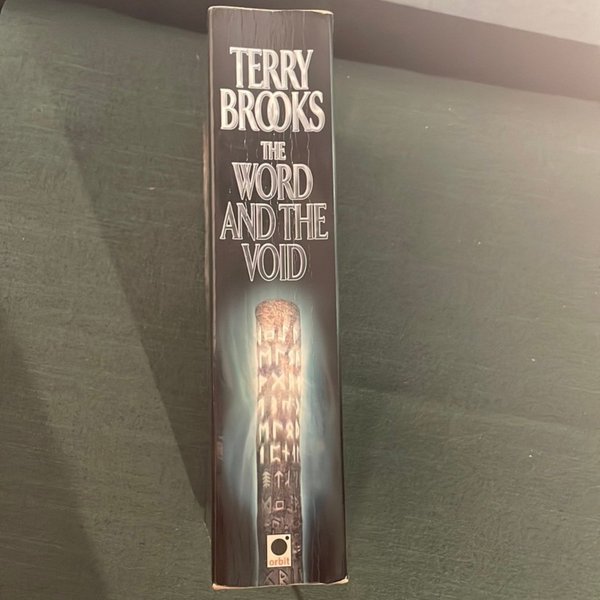 TERRY
BROOKS
THE
WORD
AND THE
VOID
orbit